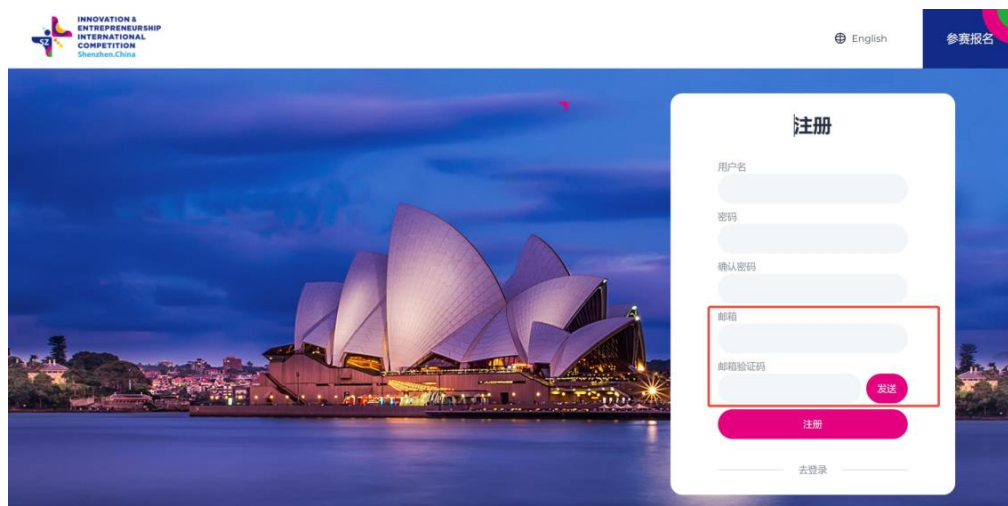 INNOVATION &
ENTREPRENEURSHIP
INTERNATIONAL
COMPETITION
Shenzhen.China
SZ
English
参赛报名
注册
用户名
密码
确认密码
邮箱
邮箱验证码
发送
注册
去登录